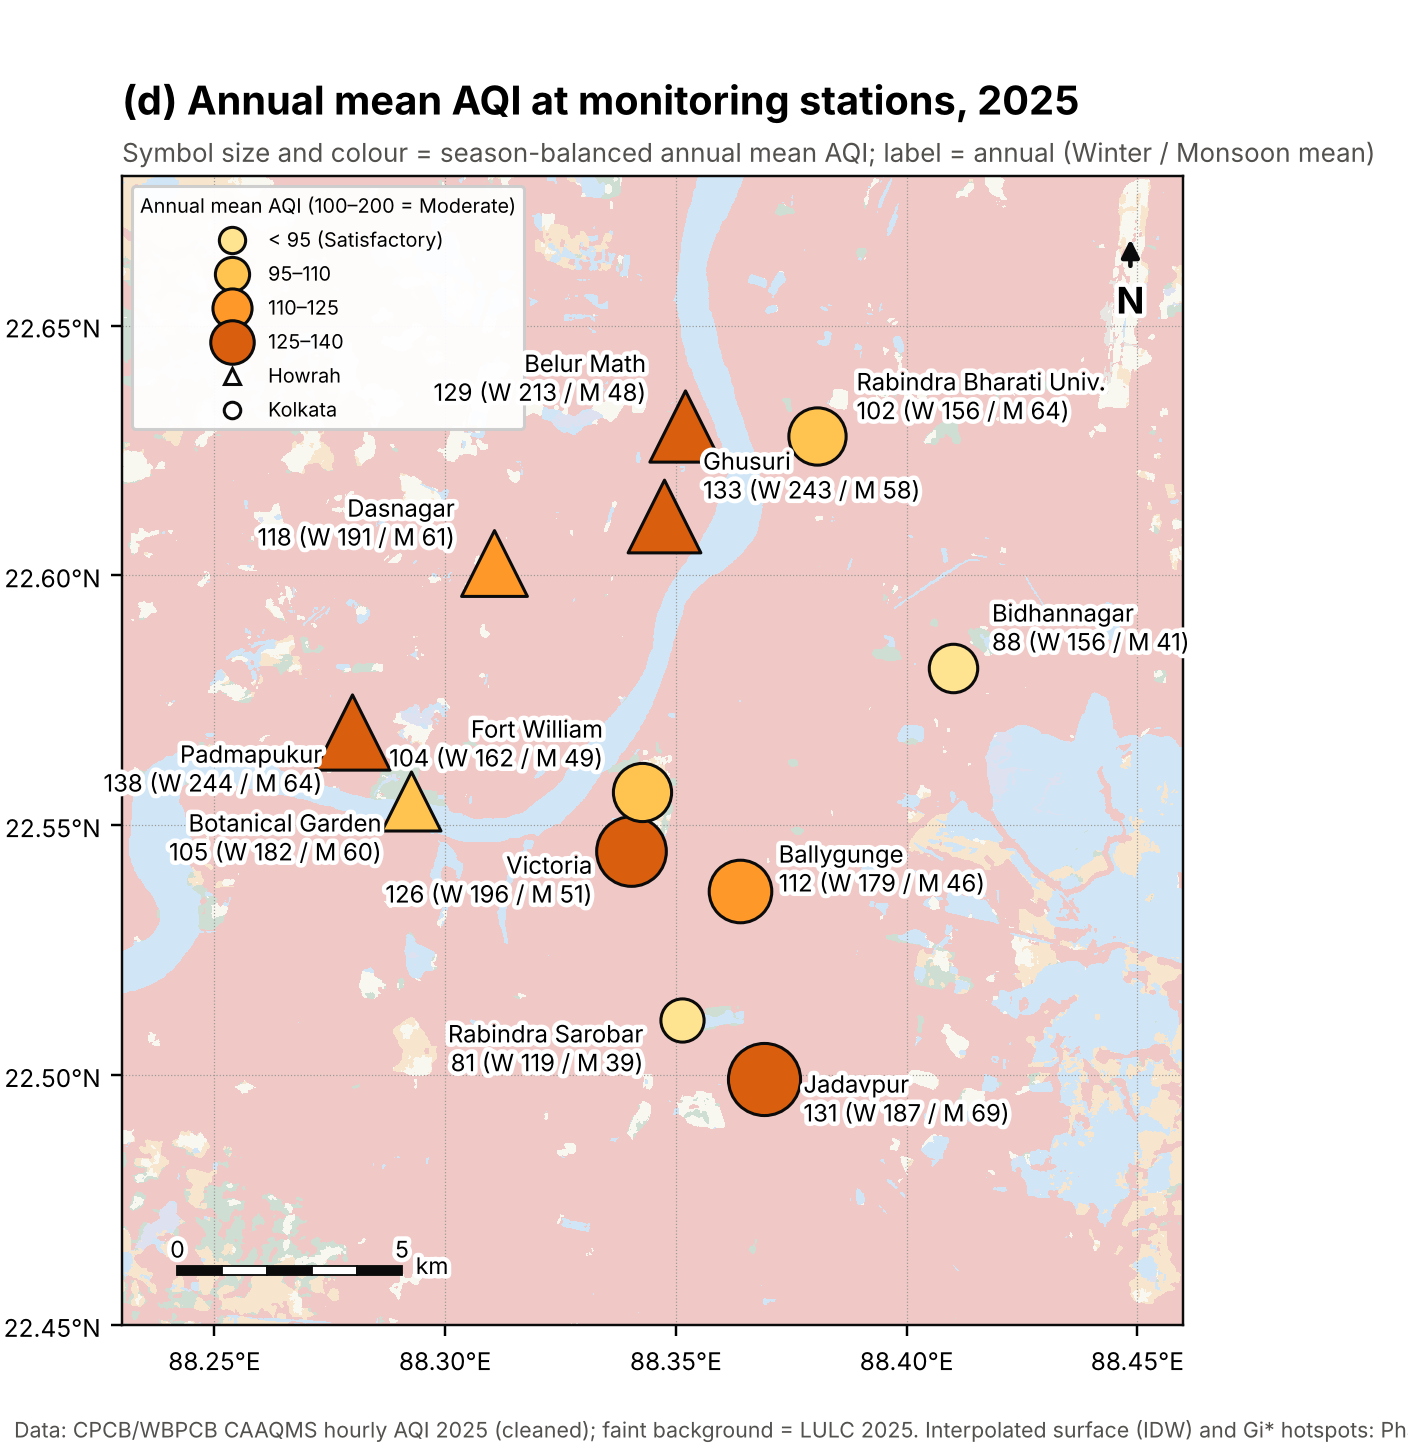 (d) Annual mean AQI at monitoring stations, 2025
Symbol size and colour = season-balanced annual mean AQI; label = annual (Winter / Monsoon mean)
Annual mean AQI (100–200 = Moderate)
< 95 (Satisfactory)
95–110
110–125
125–140
Howrah
Kolkata
N
22.65°N
22.60°N
22.55°N
22.50°N
22.45°N
Belur Math
129 (W 213 / M 48)
Rabindra Bharati Univ.
102 (W 156 / M 64)
Ghusuri
133 (W 243 / M 58)
Dasnagar
118 (W 191 / M 61)
Bidhannagar
88 (W 156 / M 41)
Fort William
104 (W 162 / M 49)
Padmapukur
138 (W 244 / M 64)
Botanical Garden
105 (W 182 / M 60)
Victoria
126 (W 196 / M 51)
Ballygunge
112 (W 179 / M 46)
Rabindra Sarobar
81 (W 119 / M 39)
Jadavpur
131 (W 187 / M 69)
0 5
km
88.25°E 88.30°E 88.35°E 88.40°E 88.45°E
Data: CPCB/WBPCB CAAQMS hourly AQI 2025 (cleaned); faint background = LULC 2025. Interpolated surface (IDW) and Gi* hotspots: Ph